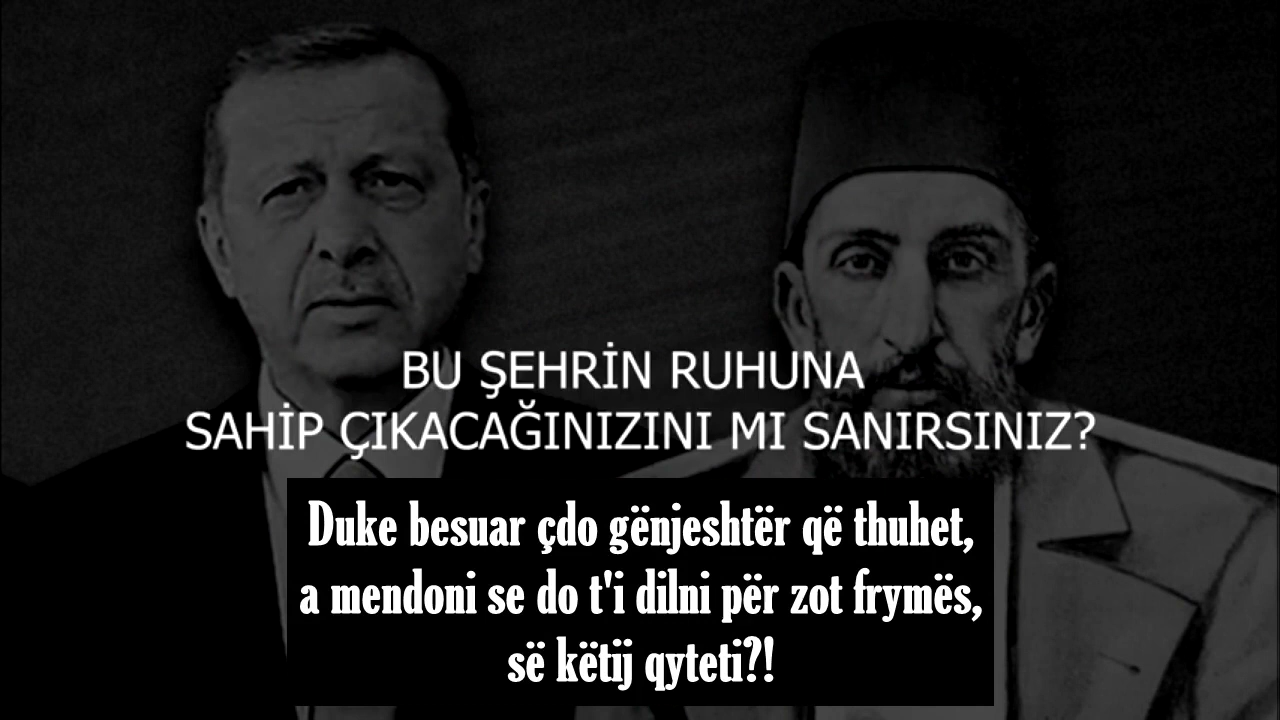 BU ŞEHRİN RUHUNA
SAHİP ÇIKACAĞINIZINI MI SANIRSINIZ?
Duke besuar çdo gënjeshtër që thuhet,
a mendoni se do t'i dilni për zot frymës,
së këtij qyteti?!